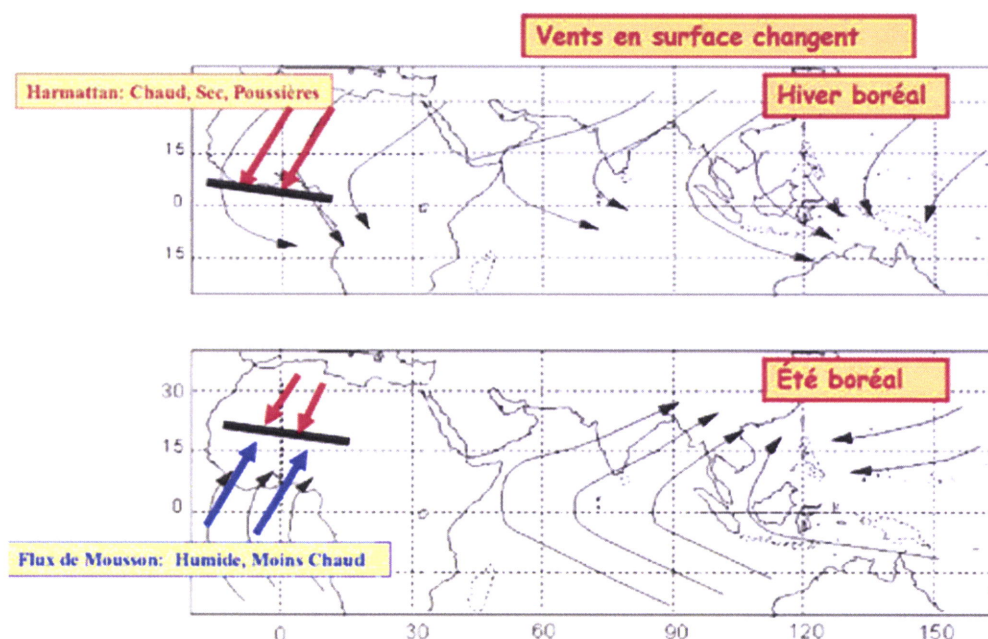 Vents en surface changent
Harmattan: Chaud, Sec, Poussières
Hiver boréal
15
0
15
Été boréal
30
15
0
Flux de Mousson: Humide, Moins Chaud
0 30 60 90 120 150